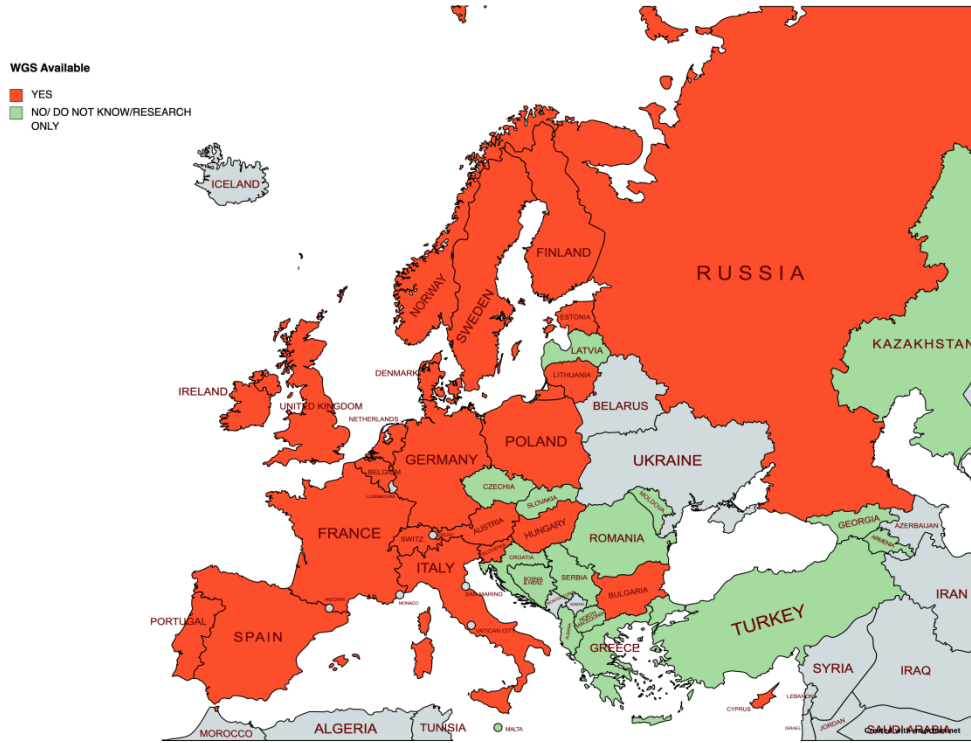 WGS Available
YES
NO/ DO NOT KNOW/RESEARCH
ONLY
ICELAND
FINLAND
RUSSIA
NORWAY
SWEDEN
ESTONIA
LATVIA
KAZAKHSTAN
DENMARK
LITHUANIA
IRELAND
UNITED KINGDOM
BELARUS
NETHERLANDS
POLAND
GERMANY
UKRAINE
BELGIUM
CZECHIA
LUXEMBOURG
SLOVAKIA
MOLDOVA
AUSTRIA
HUNGARY
FRANCE
SWITZ.
GEORGIA
AZERBAIJAN
ROMANIA
ARMENIA
SLOVENIA
CROATIA
ITALY
BOSNIA
& HERZ.
SERBIA
BULGARIA
SAN MARINO
MONACO
ANDORRA
IRAN
NORTH
MACEDONIA
PORTUGAL
SPAIN
VATICAN CITY
ALBANIA
TURKEY
GREECE
SYRIA
IRAQ
LEBANON
CYPRUS
MOROCCO
ALGERIA
TUNISIA
MALTA
ISRAEL
JORDAN
SAUDI ARABIA